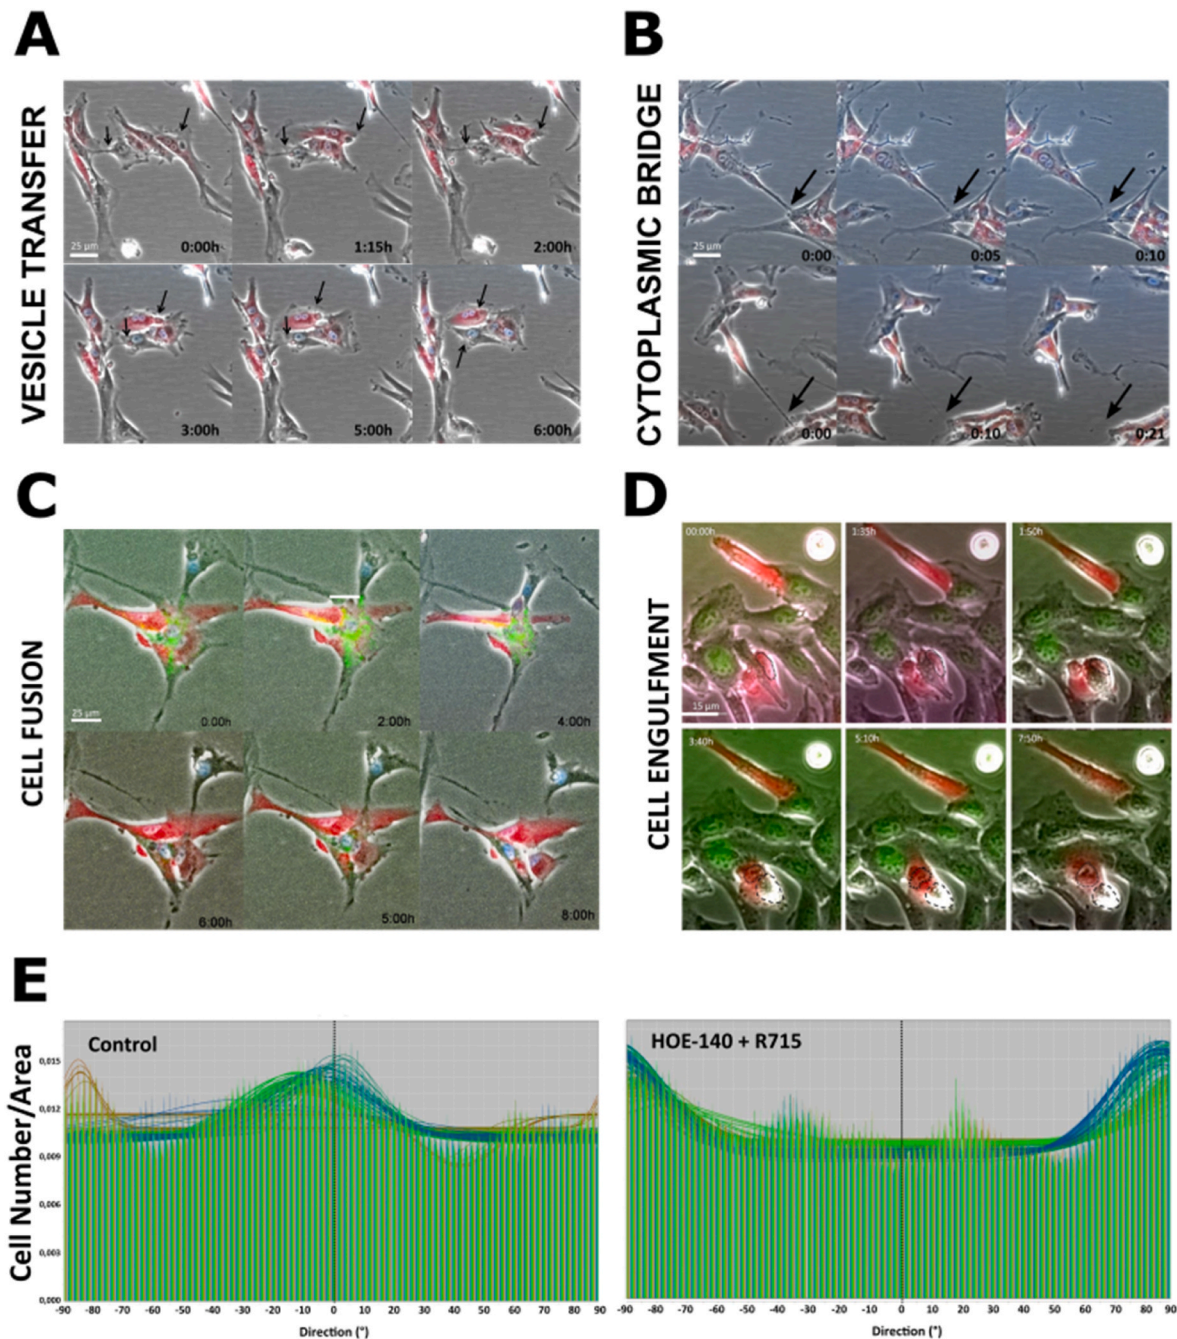 A
VESICLE TRANSFER
0:00h
1:15h
2:00h
25 µm
3:00h
5:00h
6:00h
B
CYTOPLASMIC BRIDGE
0:00
0:05
0:10
25 µm
0:00
0:10
0:21
C
CELL FUSION
0:00h
2:00h
4:00h
25 µm
6:00h
5:00h
8:00h
D
CELL ENGULFMENT
00:00h
1:35h
1:50h
15 µm
3:40h
5:10h
7:50h
E
Cell Number/Area
Control
0,015
0,012
0,009
0,006
0,003
0,000
-90 -80 -70 -60 -50 -40 -30 -20 -10 0 10 20 30 40 50 60 70 80 90
Direction (°)
HOE-140 + R715
-90 -80 -70 -60 -50 -40 -30 -20 -10 0 10 20 30 40 50 60 70 80 90
Direction (°)